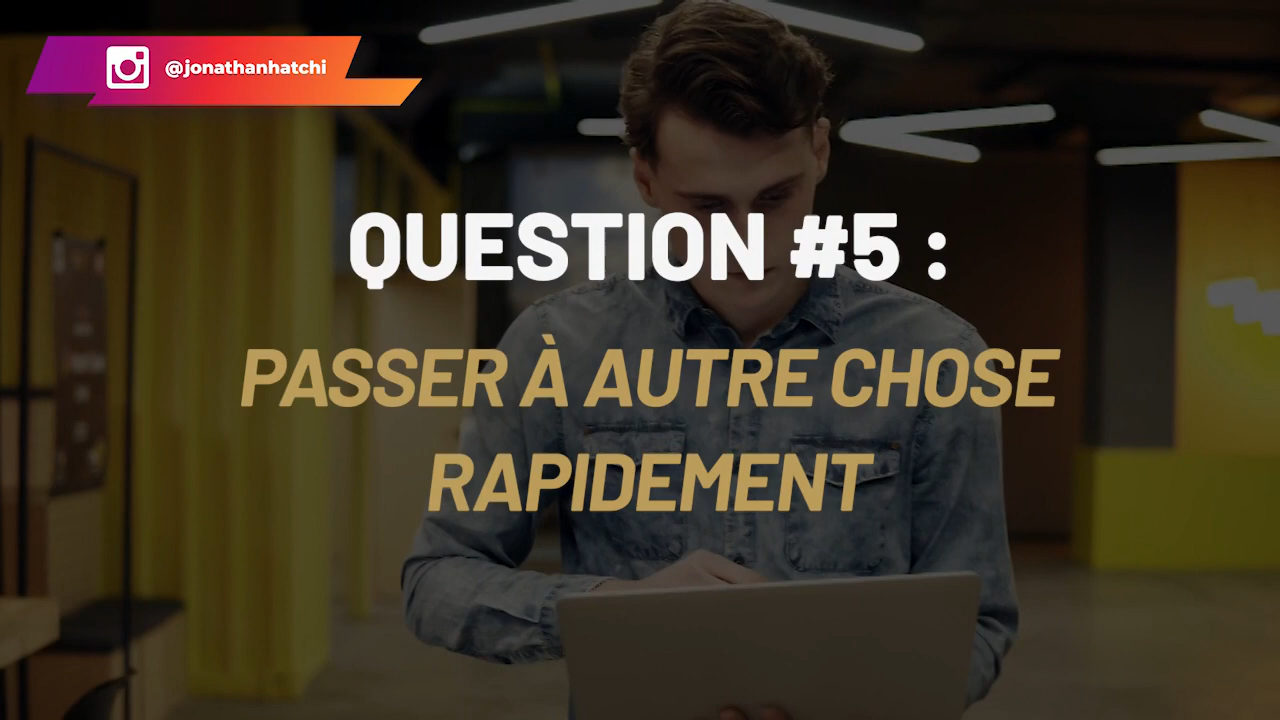 @jonathanhatchi
QUESTION #5 :
PASSER À AUTRE CHOSE
RAPIDEMENT